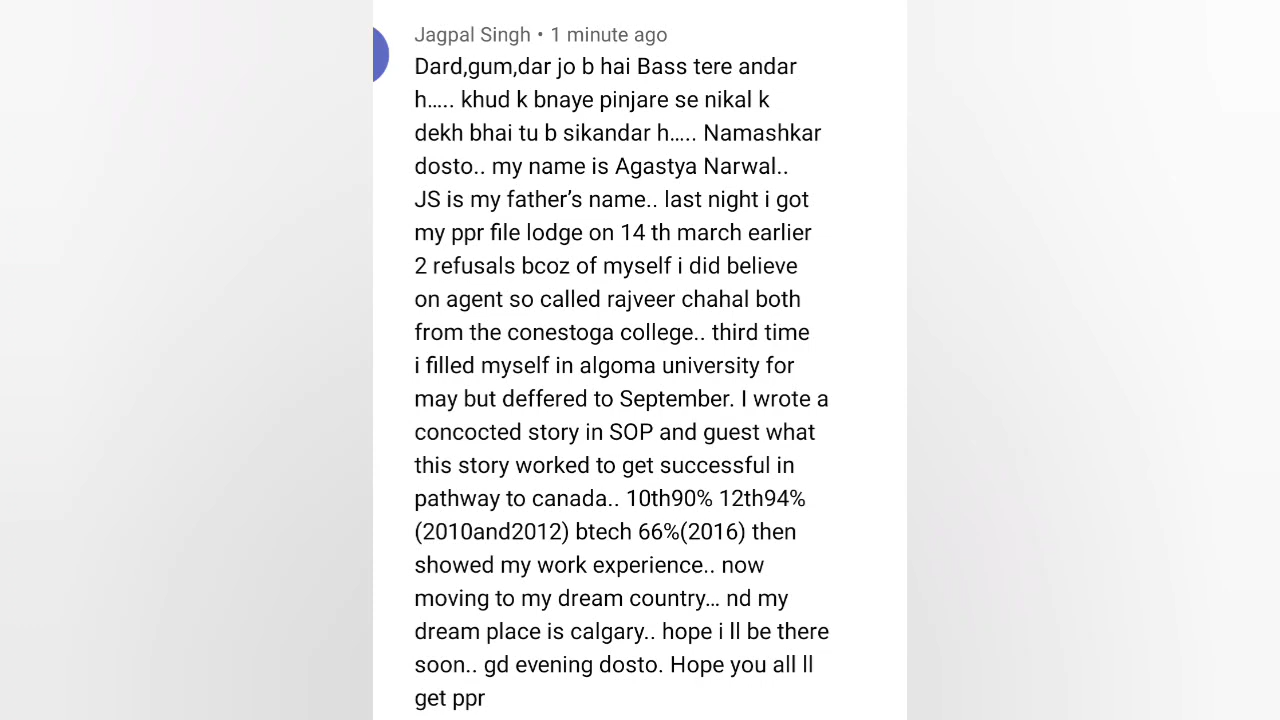 Jagpal Singh • 1 minute ago
Dard,gum,dar jo b hai Bass tere andar
h..... khud k bnaye pinjare se nikal k
dekh bhai tu b sikandar h..... Namashkar
dosto.. my name is Agastya Narwal..
JS is my father’s name.. last night i got
my ppr file lodge on 14 th march earlier
2 refusals bcoz of myself i did believe
on agent so called rajveer chahal both
from the conestoga college.. third time
i filled myself in algoma university for
may but deffered to September. I wrote a
concocted story in SOP and guest what
this story worked to get successful in
pathway to canada.. 10th90% 12th94%
(2010and2012) btech 66%(2016) then
showed my work experience.. now
moving to my dream country... nd my
dream place is calgary.. hope i ll be there
soon.. gd evening dosto. Hope you all ll
get ppr